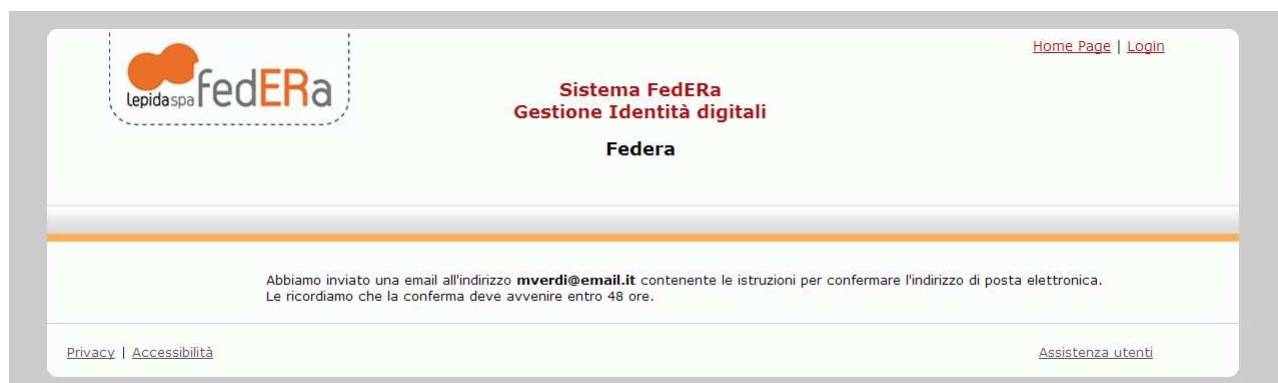 Home Page | Login
lepidaspa fedERa
Sistema FedERa
Gestione Identità digitali
Federa
Abbiamo inviato una email all'indirizzo mverdi@email.it contenente le istruzioni per confermare l'indirizzo di posta elettronica.
Le ricordiamo che la conferma deve avvenire entro 48 ore.
Privacy | Accessibilità
Assistenza utenti